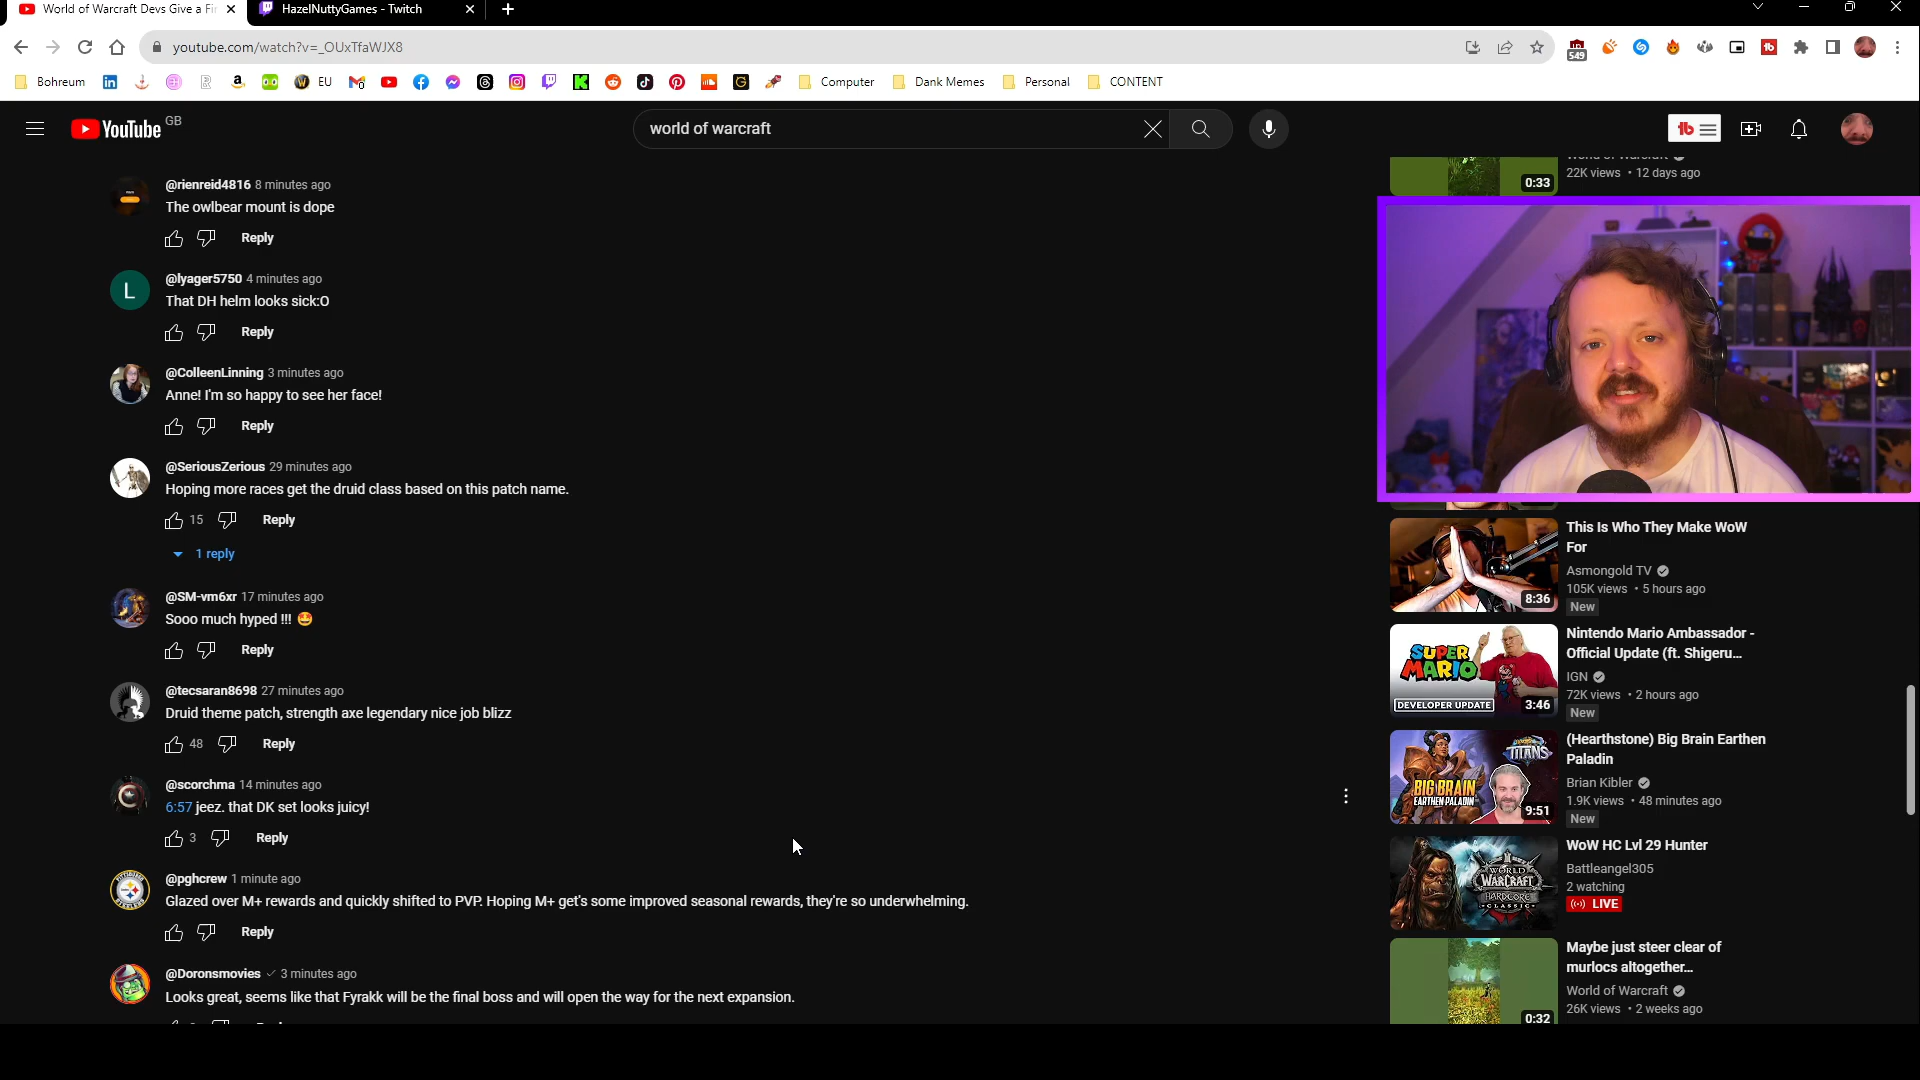 World of Warcraft Devs Give a Fi
HazelNuttyGames - Twitch
youtube.com/watch?v=_OUxTfaWJX8
549
Bohreum
EU
Computer
Dank Memes
Personal
CONTENT
YouTube GB
world of warcraft
@rienreid4816 8 minutes ago
The owlbear mount is dope
Reply
L
@lyager5750 4 minutes ago
That DH helm looks sick:O
Reply
@ColleenLinning 3 minutes ago
Anne! I'm so happy to see her face!
Reply
@SeriousZerious 29 minutes ago
Hoping more races get the druid class based on this patch name.
15 Reply
1 reply
@SM-vm6xr 17 minutes ago
Sooo much hyped !!! 🤩
Reply
@tecsaran8698 27 minutes ago
Druid theme patch, strength axe legendary nice job blizz
48 Reply
@scorchma 14 minutes ago
6:57 jeez. that DK set looks juicy!
3 Reply
@pghcrew 1 minute ago
Glazed over M+ rewards and quickly shifted to PVP. Hoping M+ get's some improved seasonal rewards, they're so underwhelming.
Reply
@Doronsmovies 3 minutes ago
Looks great, seems like that Fyrakk will be the final boss and will open the way for the next expansion.
0:33
World of Warcraft
22K views • 12 days ago
8:36
This Is Who They Make WoW
For
Asmongold TV
105K views • 5 hours ago
New
SUPER
MARIO
DEVELOPER UPDATE
3:46
Nintendo Mario Ambassador -
Official Update (ft. Shigeru...
IGN
72K views • 2 hours ago
New
TITANS
BIG BRAIN
EARTHEN PALADIN
9:51
(Hearthstone) Big Brain Earthen
Paladin
Brian Kibler
1.9K views • 48 minutes ago
New
WORLD
WARCRAFT
HARDCORE
CLASSIC
WoW HC Lvl 29 Hunter
Battleangel305
2 watching
LIVE
0:32
Maybe just steer clear of
murlocs altogether...
World of Warcraft
26K views • 2 weeks ago